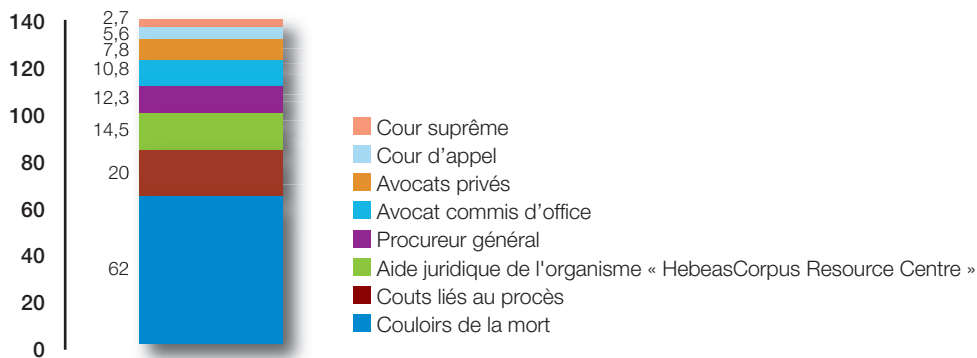 140
120
100
80
60
40
20
0
2,7
5,6
7,8
10,8
12,3
14,5
20
62
Cour suprême
Cour d'appel
Avocats privés
Avocat commis d'office
Procureur général
Aide juridique de l'organisme « HebeasCorpus Resource Centre »
Couts liés au procès
Couloirs de la mort